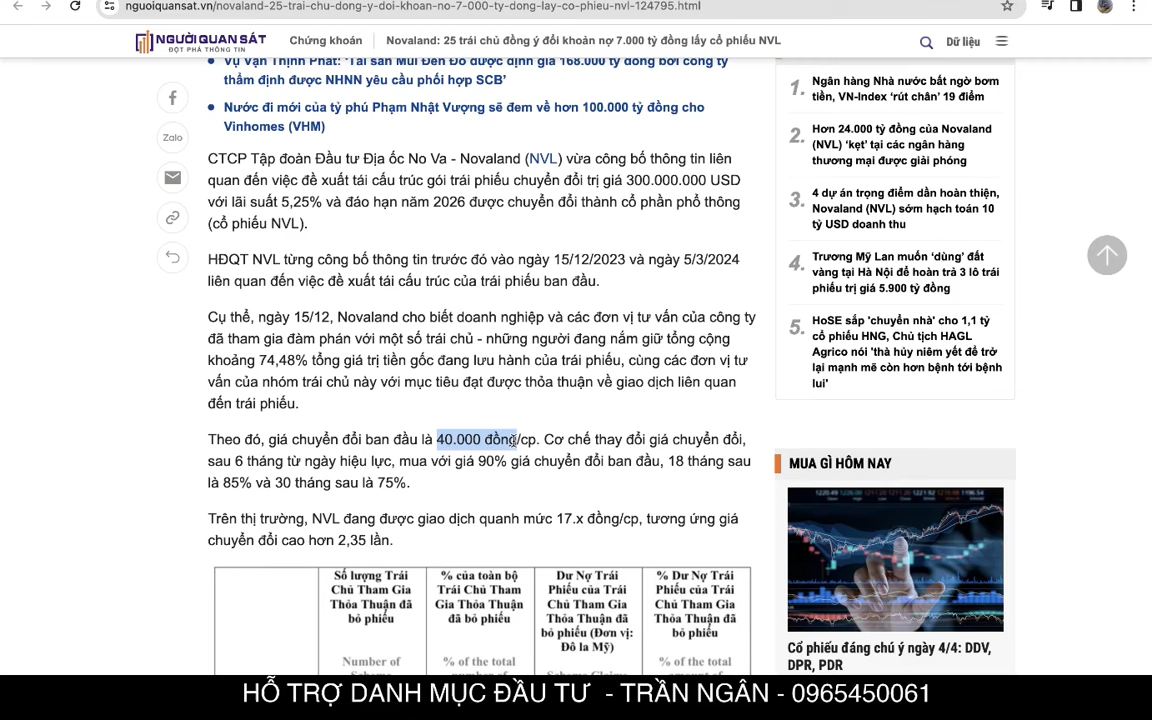 nguoiquansat.vn/novaland-25-trai-chu-dong-y-doi-khoan-no-7-000-ty-dong-lay-co-phieu-nvl-124795.html
NGƯỜI QUAN SÁT
ĐỘT PHÁ THÔNG TIN
Chứng khoán
Novaland: 25 trái chủ đồng ý đổi khoản nợ 7.000 tỷ đồng lấy cổ phiếu NVL
Dữ liệu
Vụ Vạn Thịnh Phát: 'Tài sản Mũi Đèn Đỏ được định giá 168.000 tỷ đồng bởi công ty
thẩm định được NHNN yêu cầu phối hợp SCB'
Nước đi mới của tỷ phú Phạm Nhật Vượng sẽ đem về hơn 100.000 tỷ đồng cho
Vinhomes (VHM)
Zalo
CTCP Tập đoàn Đầu tư Địa ốc No Va - Novaland (NVL) vừa công bố thông tin liên
quan đến việc đề xuất tái cấu trúc gói trái phiếu chuyển đổi trị giá 300.000.000 USD
với lãi suất 5,25% và đáo hạn năm 2026 được chuyển đổi thành cổ phần phổ thông
(cổ phiếu NVL).
HĐQT NVL từng công bố thông tin trước đó vào ngày 15/12/2023 và ngày 5/3/2024
liên quan đến việc đề xuất tái cấu trúc của trái phiếu ban đầu.
Cụ thể, ngày 15/12, Novaland cho biết doanh nghiệp và các đơn vị tư vấn của công ty
đã tham gia đàm phán với một số trái chủ - những người đang nắm giữ tổng cộng
khoảng 74,48% tổng giá trị tiền gốc đang lưu hành của trái phiếu, cùng các đơn vị tư
vấn của nhóm trái chủ này với mục tiêu đạt được thỏa thuận về giao dịch liên quan
đến trái phiếu.
Theo đó, giá chuyển đổi ban đầu là 40.000 đồng/cp. Cơ chế thay đổi giá chuyển đổi,
sau 6 tháng từ ngày hiệu lực, mua với giá 90% giá chuyển đổi ban đầu, 18 tháng sau
là 85% và 30 tháng sau là 75%.
Trên thị trường, NVL đang được giao dịch quanh mức 17.x đồng/cp, tương ứng giá
chuyển đổi cao hơn 2,35 lần.
Số lượng Trái
Chủ Tham Gia
Thỏa Thuận đã
bỏ phiếu
Number of
% của toàn bộ
Trái Chủ Tham
Gia Thỏa Thuận
đã bỏ phiếu
% of the total
Dư Nợ Trái
Phiếu của Trái
Chủ Tham Gia
Thỏa Thuận đã
bỏ phiếu (Đơn vị:
Đô la Mỹ)
% Dư Nợ Trái
Phiếu của Trái
Chủ Tham Gia
Thỏa Thuận đã
bỏ phiếu
% of the total
1. Ngân hàng Nhà nước bất ngờ bơm
tiền, VN-Index 'rút chân' 19 điểm
2. Hơn 24.000 tỷ đồng của Novaland
(NVL) 'kẹt' tại các ngân hàng
thương mại được giải phóng
3. 4 dự án trọng điểm dần hoàn thiện,
Novaland (NVL) sớm hạch toán 10
tỷ USD doanh thu
4. Trương Mỹ Lan muốn 'dùng' đất
vàng tại Hà Nội để hoàn trả 3 lô trái
phiếu trị giá 5.900 tỷ đồng
5. HoSE sắp 'chuyển nhà' cho 1,1 tỷ
cổ phiếu HNG, Chủ tịch HAGL
Agrico nói 'thà hủy niêm yết để trở
lại mạnh mẽ còn hơn bệnh tới bệnh
lui'
MUA GÌ HÔM NAY
Cổ phiếu đáng chú ý ngày 4/4: DDV,
DPR, PDR
HỖ TRỢ DANH MỤC ĐẦU TƯ - TRẦN NGÂN - 0965450061